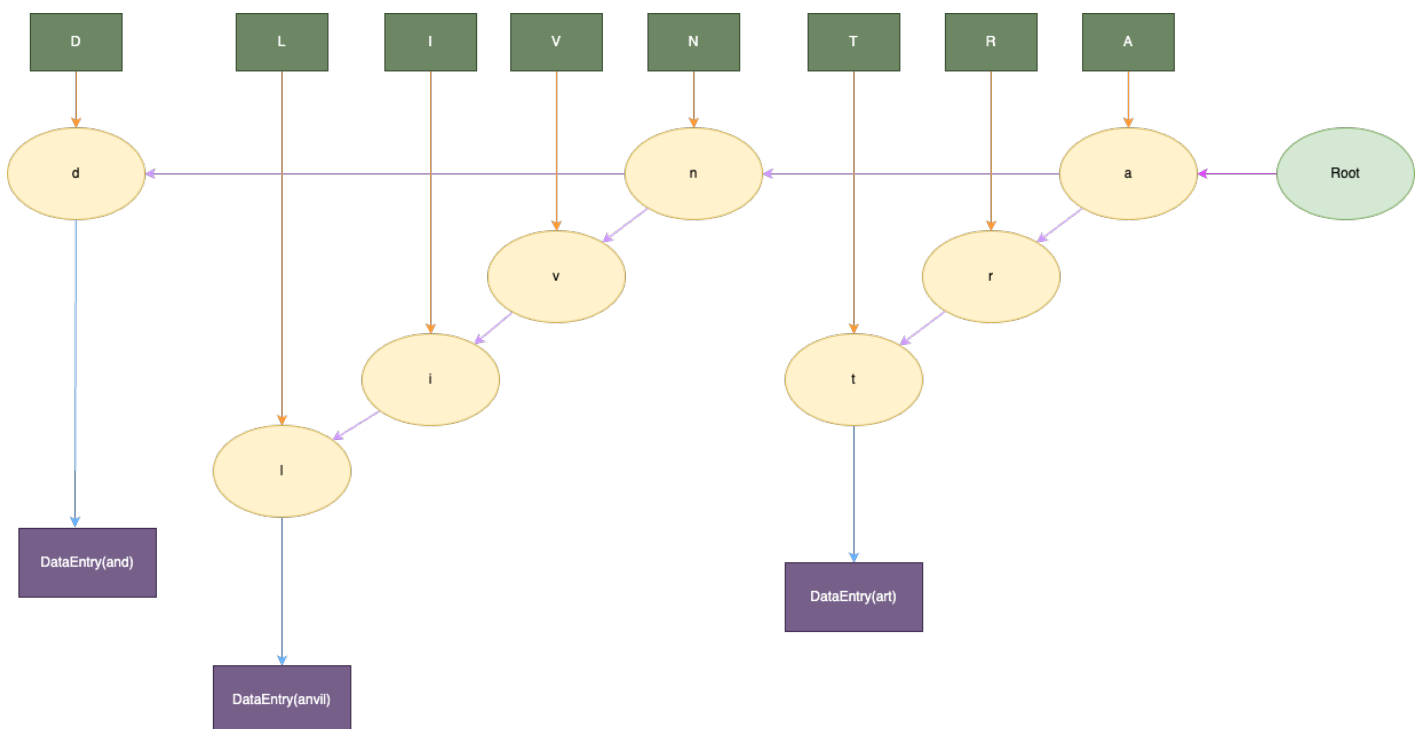 D
L
I
V
N
T
R
A
d
n
a
Root
v
r
i
t
l
DataEntry(and)
DataEntry(art)
DataEntry(anvil)